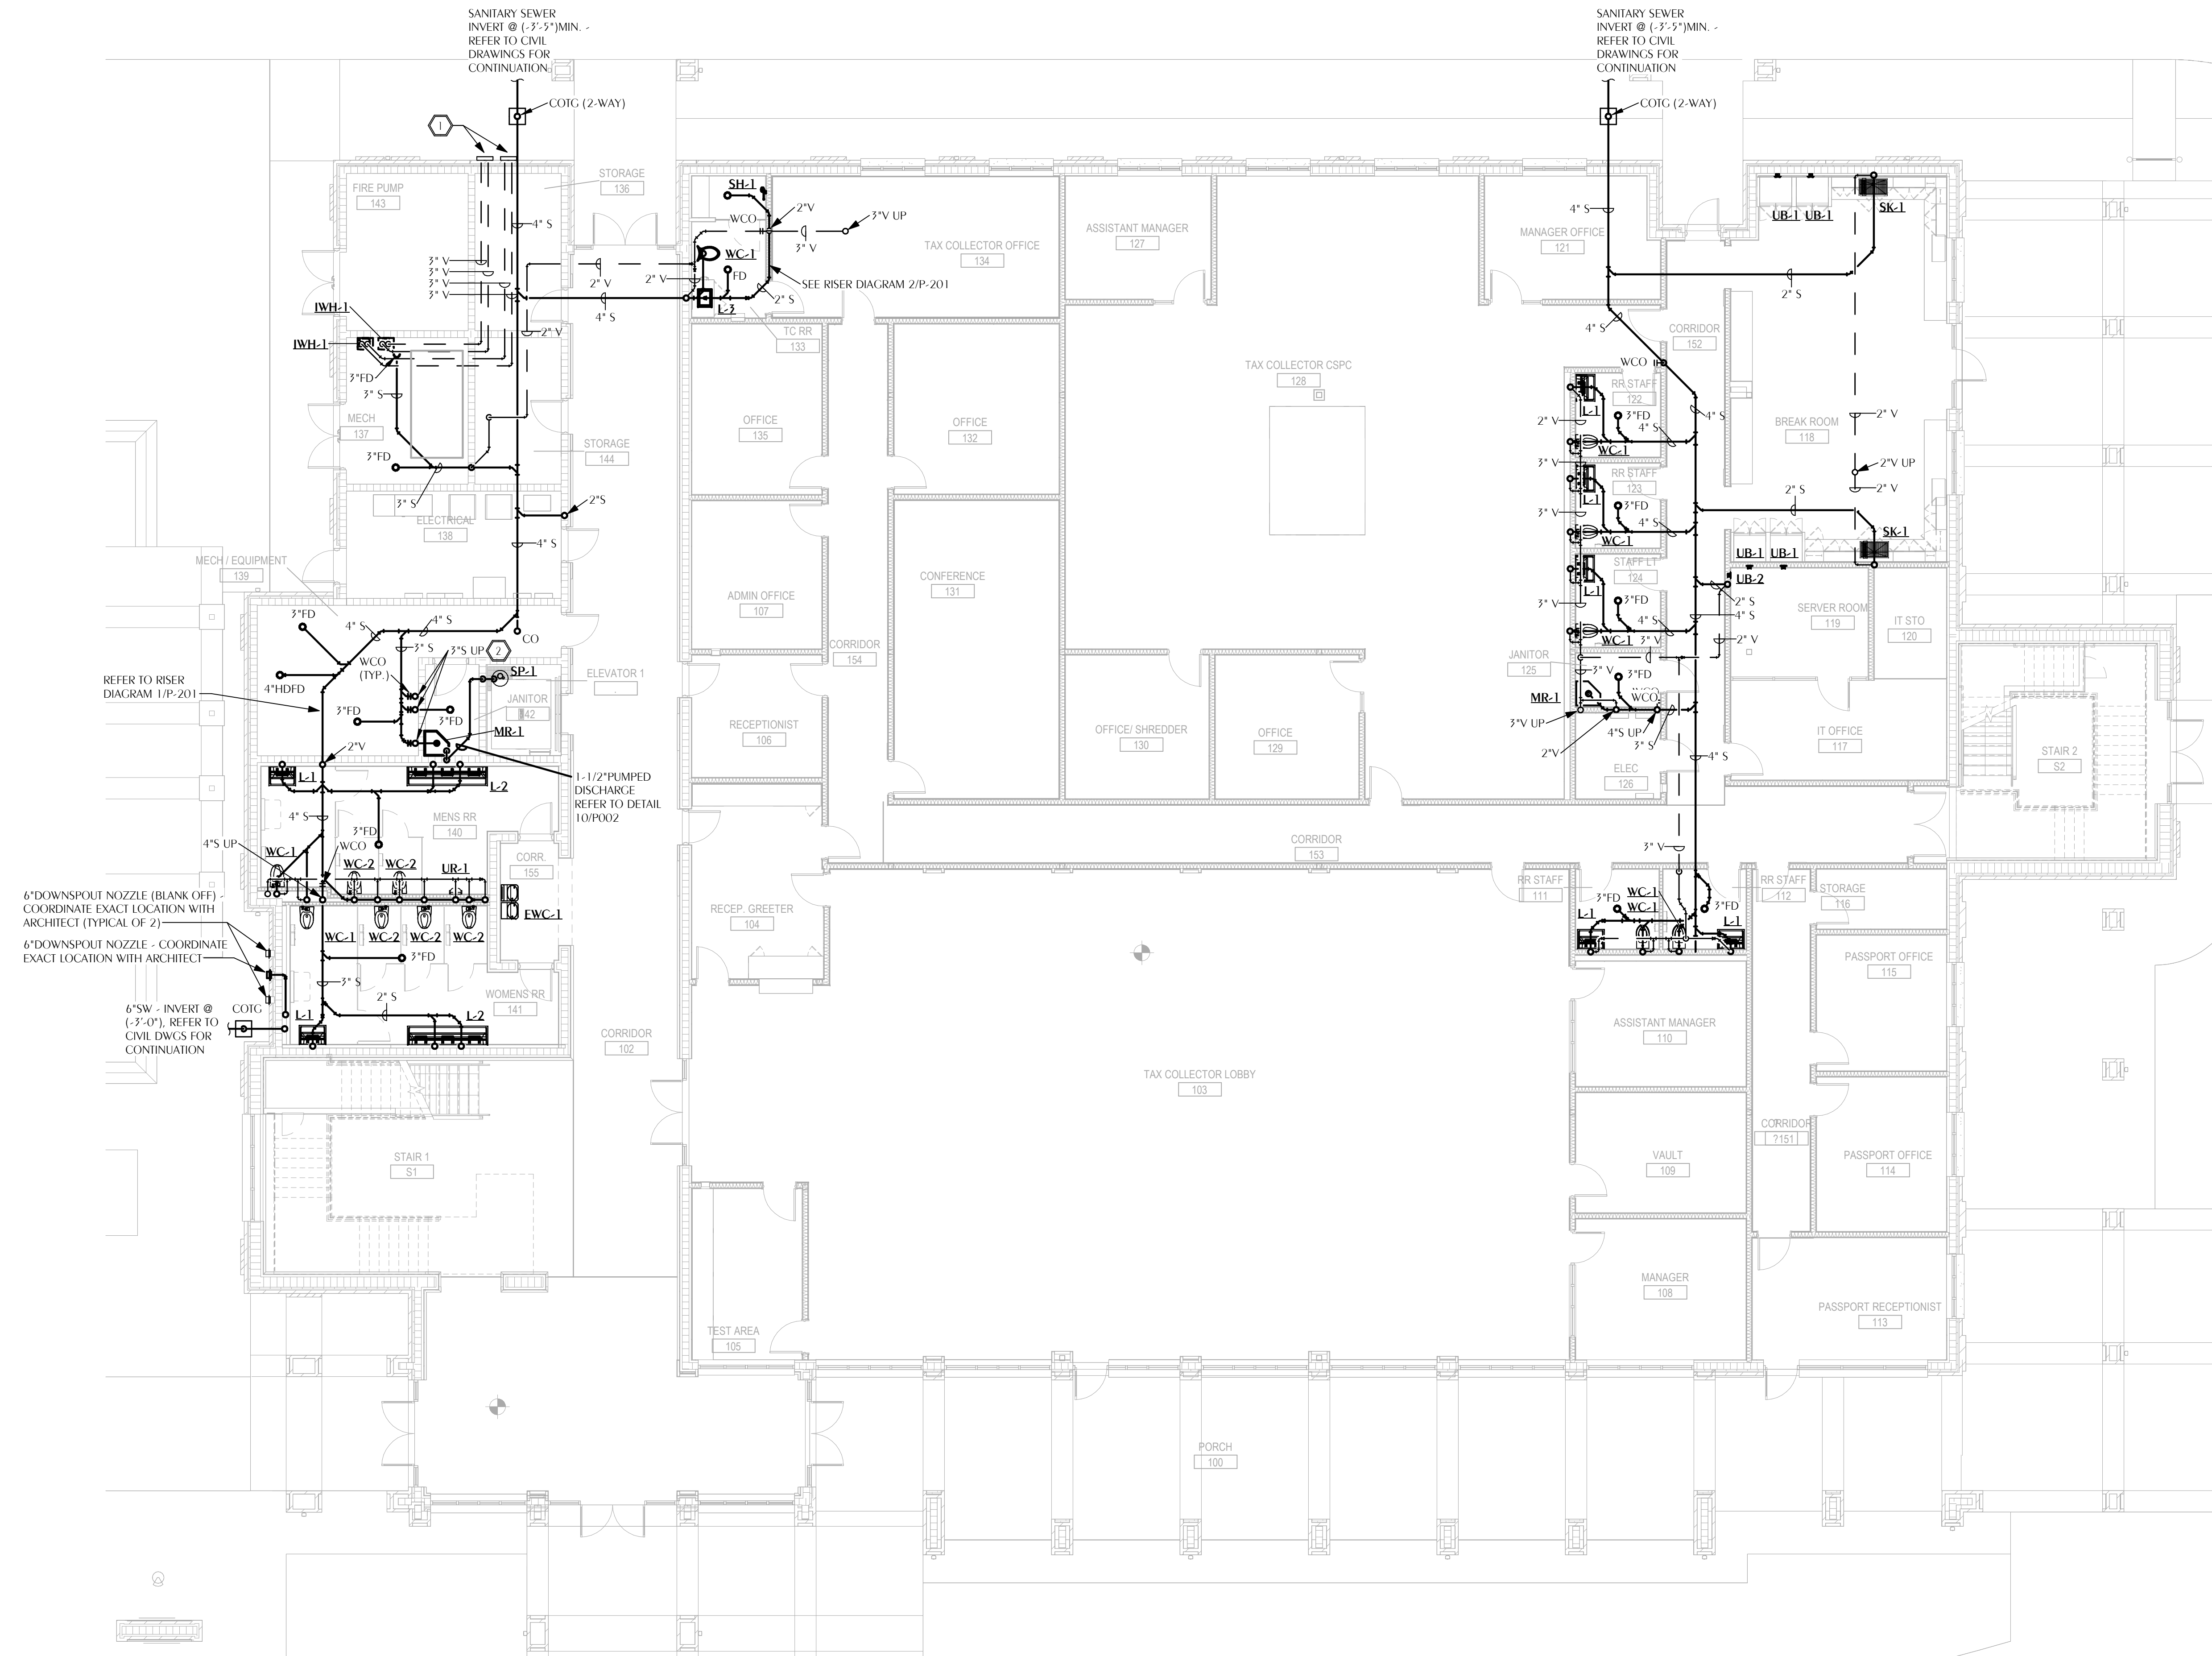 SANITARY SEWER
INVERT @ (-3'-5")MIN. -
REFER TO CIVIL
DRAWINGS FOR
CONTINUATION
COTG (2-WAY)
1
SANITARY SEWER
INVERT @ (-3'-5")MIN. -
REFER TO CIVIL
DRAWINGS FOR
CONTINUATION
COTG (2-WAY)
FIRE PUMP
143
STORAGE
136
4" S
3" V
3" V
3" V
3" V
2" V
4" S
2" V
IWH-1
IWH-1
3"FD
3" S
MECH
137
3"FD
3" S
STORAGE
144
2"S
ELECTRICAL
138
4" S
MECH / EQUIPMENT
139
SH-1
WCO
2"V
3"V UP
3" V
WC-1
2" V
FD
SEE RISER DIAGRAM 2/P-201
2" S
L-3
TC RR
133
TAX COLLECTOR OFFICE
134
ASSISTANT MANAGER
127
MANAGER OFFICE
121
4" S
UB-1
UB-1
SK-1
2" S
4" S
CORRIDOR
152
WCO
TAX COLLECTOR CSPC
128
OFFICE
135
OFFICE
132
RR STAFF
122
L-1
3"FD
4" S
2" V
WC-1
4" S
BREAK ROOM
118
2" V
2"V UP
2" V
3" V
RR STAFF
123
L-1
3"FD
4" S
3" V
WC-1
2" S
SK-1
UB-1
UB-1
STAFF LT
124
L-1
3"FD
4" S
3" V
WC-1
3" V
UB-2
2" S
4" S
2" V
SERVER ROOM
119
IT STO
120
CONFERENCE
131
ADMIN OFFICE
107
CORRIDOR
154
3"FD
4" S
4" S
CO
3" S
3"S UP
2
WCO
(TYP.)
SP-1
ELEVATOR 1
4"HDFD
REFER TO RISER
DIAGRAM 1/P-201
JANITOR
142
3"FD
3"FD
MR-1
2"V
1-1/2"PUMPED
DISCHARGE
REFER TO DETAIL
10/P002
RECEPTIONIST
106
OFFICE/ SHREDDER
130
OFFICE
129
JANITOR
125
3" V
3"FD
MR-1
WCO
3"V UP
2"V
4"S UP
3" S
4" S
ELEC
126
IT OFFICE
117
STAIR 2
S2
L-1
L-2
4" S
MENS RR
140
3"FD
4"S UP
WCO
WC-1
WC-2
WC-2
UR-1
CORR.
155
EWC-1
6"DOWNSPOUT NOZZLE (BLANK OFF) -
COORDINATE EXACT LOCATION WITH
ARCHITECT (TYPICAL OF 2)
6"DOWNSPOUT NOZZLE - COORDINATE
EXACT LOCATION WITH ARCHITECT
WC-1
WC-2
WC-2
WC-2
3"FD
3" S
2" S
WOMENS RR
141
L-1
L-2
6"SW - INVERT @
(-3'-0"), REFER TO
CIVIL DWGS FOR
CONTINUATION
COTG
CORRIDOR
153
3" V
RR STAFF
111
3"FD
WC-1
WC-1
L-1
RR STAFF
112
3"FD
L-1
STORAGE
116
RECEP. GREETER
104
CORRIDOR
102
PASSPORT OFFICE
115
ASSISTANT MANAGER
110
TAX COLLECTOR LOBBY
103
CORRIDOR
?151
VAULT
109
PASSPORT OFFICE
114
STAIR 1
S1
MANAGER
108
PASSPORT RECEPTIONIST
113
TEST AREA
105
PORCH
100